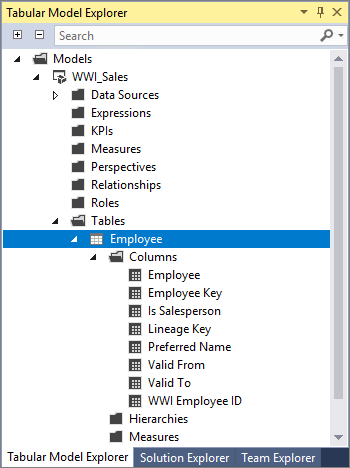 Tabular Model Explorer
Search
Models
WWI_Sales
Data Sources
Expressions
KPIs
Measures
Perspectives
Relationships
Roles
Tables
Employee
Columns
Employee
Employee Key
Is Salesperson
Lineage Key
Preferred Name
Valid From
Valid To
WWI Employee ID
Hierarchies
Measures
Tabular Model Explorer Solution Explorer Team Explorer